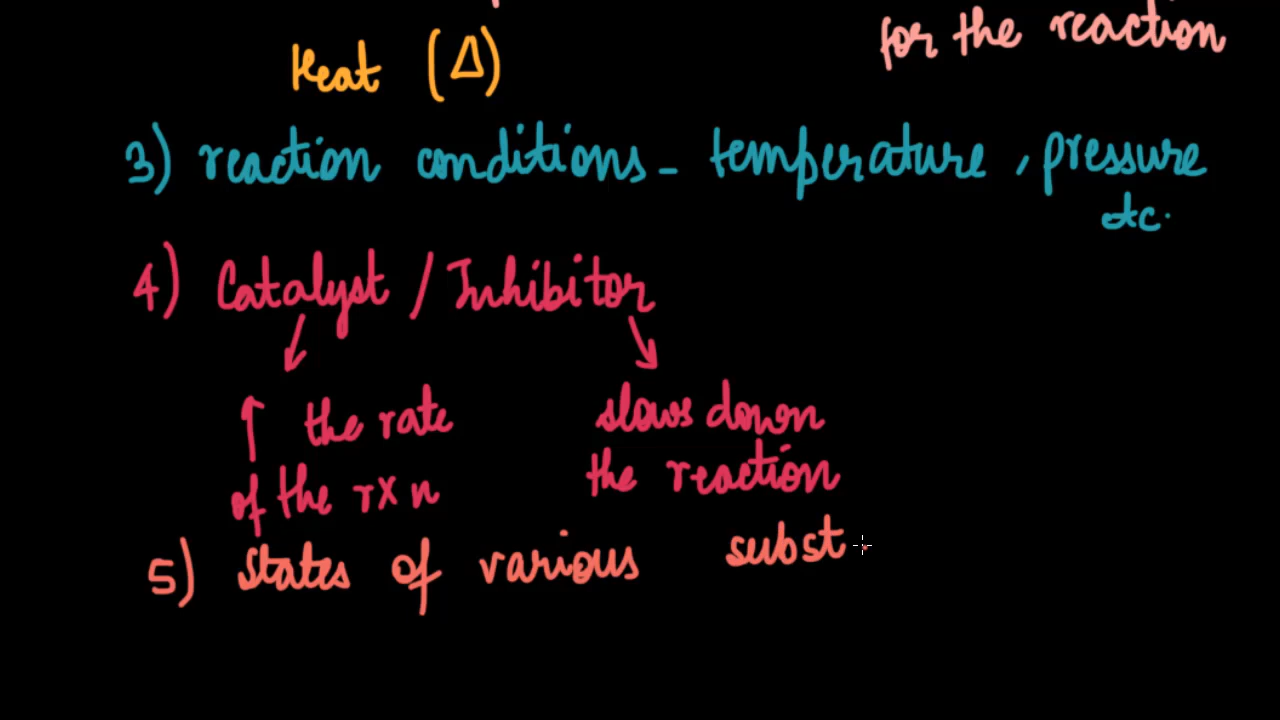 for the reaction
Heat (Δ)
3) reaction conditions - temperature, pressure
etc.
4) Catalyst / Inhibitor
↑ the rate
of the rxn
slows down
the reaction
5) states of various subst